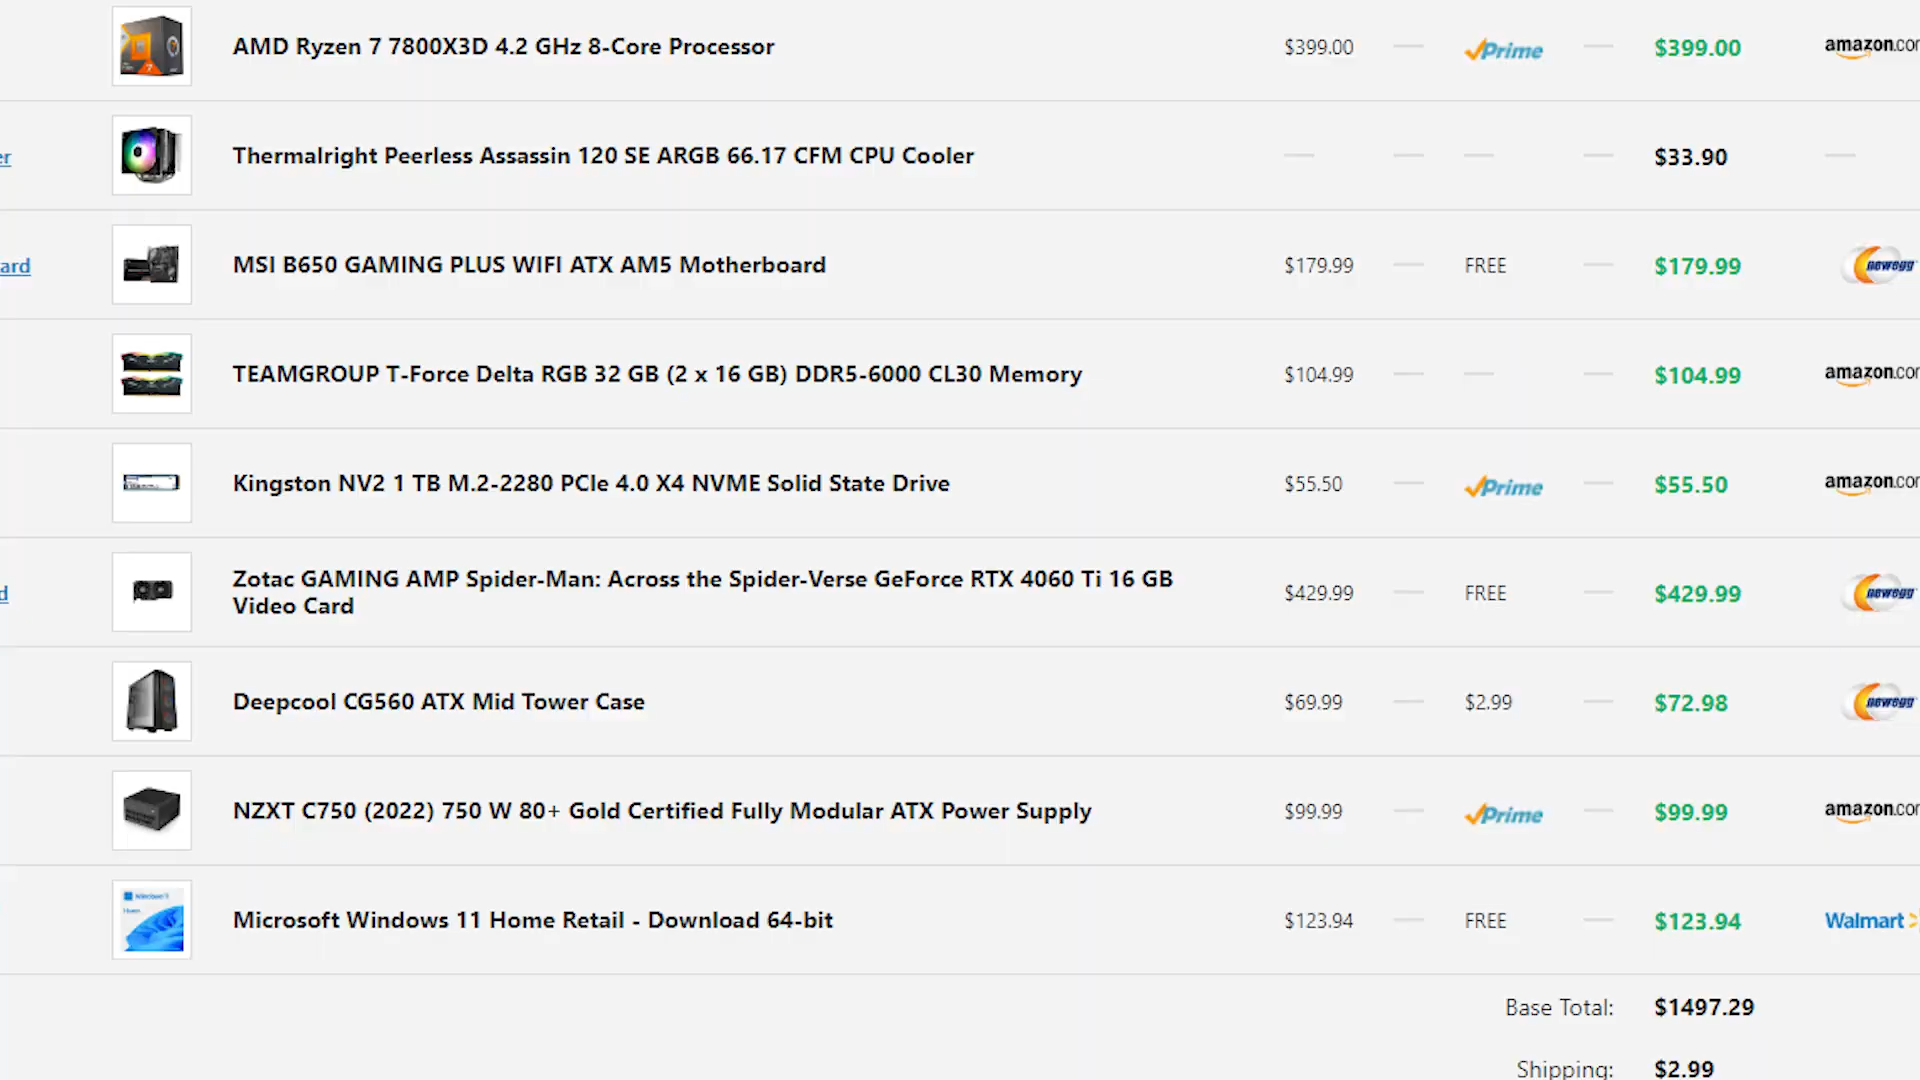 AMD Ryzen 7 7800X3D 4.2 GHz 8-Core Processor $399.00 — Prime — $399.00 amazon.com
er Thermalright Peerless Assassin 120 SE ARGB 66.17 CFM CPU Cooler — — — — $33.90 —
ard MSI B650 GAMING PLUS WIFI ATX AM5 Motherboard $179.99 — FREE — $179.99 newegg
TEAMGROUP T-Force Delta RGB 32 GB (2 x 16 GB) DDR5-6000 CL30 Memory $104.99 — — — $104.99 amazon.com
Kingston NV2 1 TB M.2-2280 PCIe 4.0 X4 NVME Solid State Drive $55.50 — Prime — $55.50 amazon.com
d Zotac GAMING AMP Spider-Man: Across the Spider-Verse GeForce RTX 4060 Ti 16 GB $429.99 — FREE — $429.99 newegg
Video Card
Deepcool CG560 ATX Mid Tower Case $69.99 — $2.99 — $72.98 newegg
NZXT C750 (2022) 750 W 80+ Gold Certified Fully Modular ATX Power Supply $99.99 — Prime — $99.99 amazon.com
Microsoft Windows 11 Home Retail - Download 64-bit $123.94 — FREE — $123.94 Walmart
Base Total: $1497.29
Shipping: $2.99